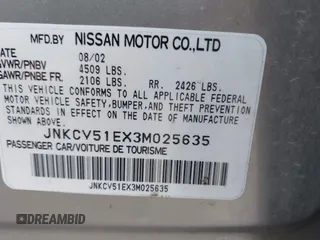 MFD.BY NISSAN MOTOR CO.,LTD
DATE 08/02
GVWR/PNBV 4509 LBS.
GAWR/PNBE FR. 2106 LBS. RR. 2426 LBS.
THIS VEHICLE CONFORMS TO ALL APPLICABLE FEDERAL
MOTOR VEHICLE SAFETY, BUMPER, AND THEFT PREVENTION
STANDARDS IN EFFECT ON THE DATE OF
MANUFACTURE SHOWN ABOVE.
JNKCV51EX3M025635
PASSENGER CAR/VOITURE DE TOURISME
JNKCV51EX3M025635
DREAMBID